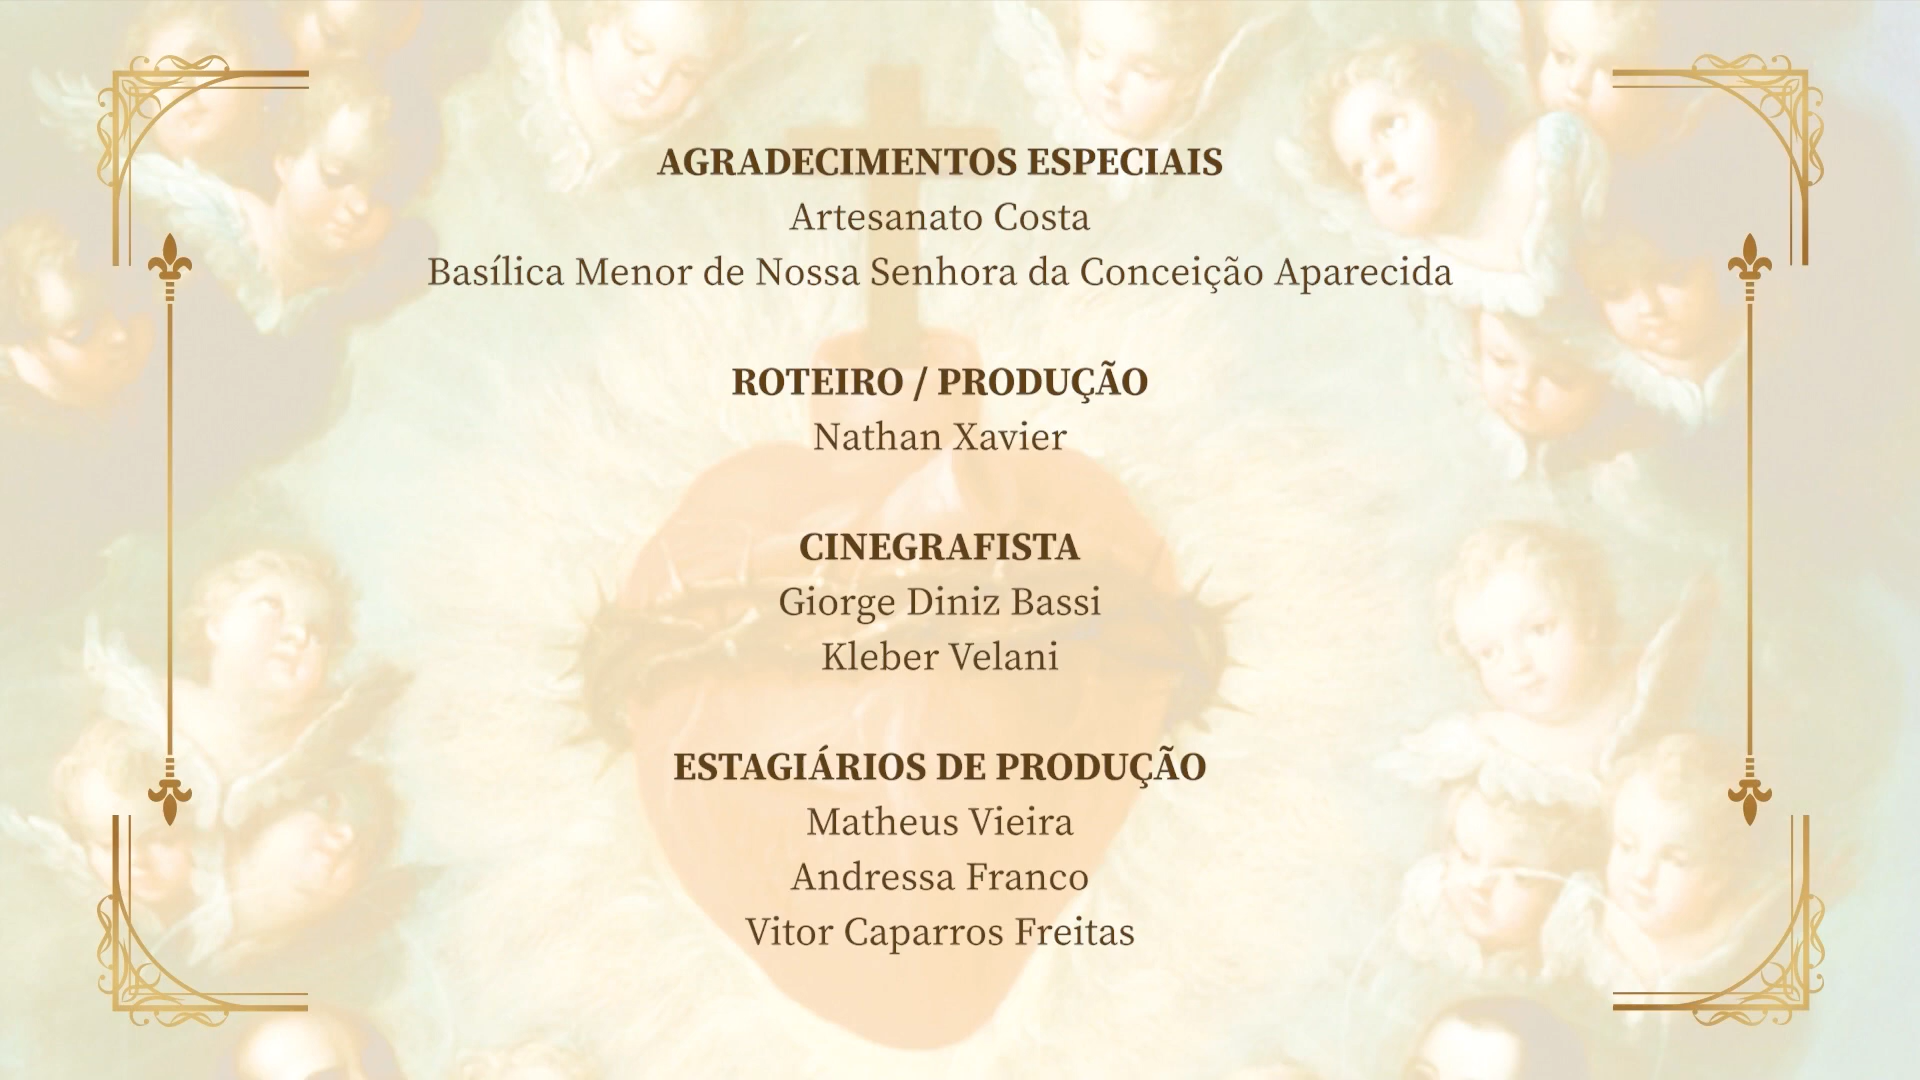 AGRADECIMENTOS ESPECIAIS
Artesanato Costa
Basílica Menor de Nossa Senhora da Conceição Aparecida
ROTEIRO / PRODUÇÃO
Nathan Xavier
CINEGRAFISTA
Giorge Diniz Bassi
Kleber Velani
ESTAGIÁRIOS DE PRODUÇÃO
Matheus Vieira
Andressa Franco
Vitor Caparros Freitas